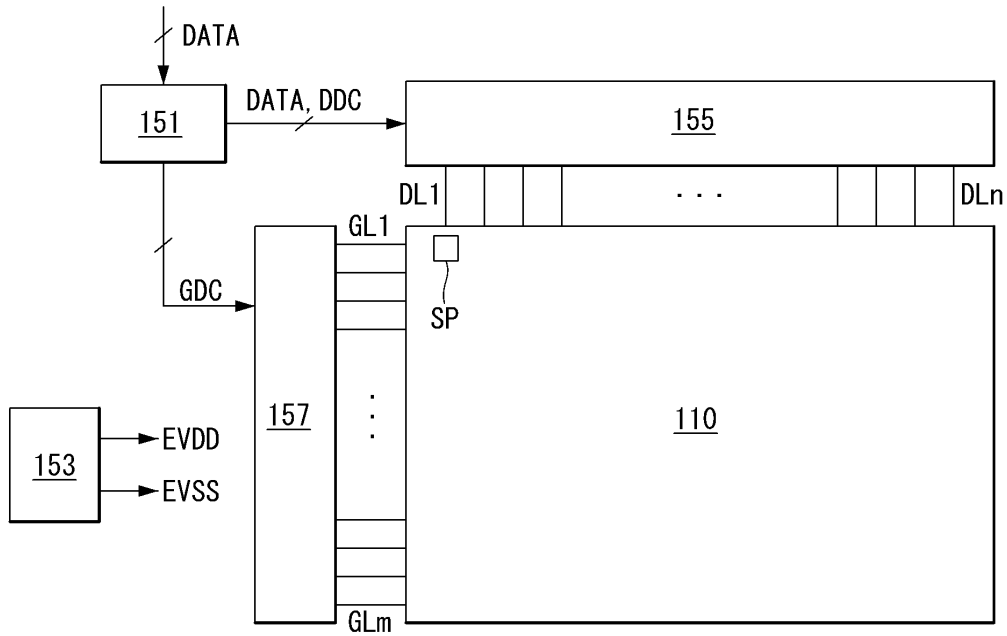 DATA
151
DATA, DDC
155
DL1
. . .
DLn
GL1
GDC
SP
157
110
153
EVDD
EVSS
GLm